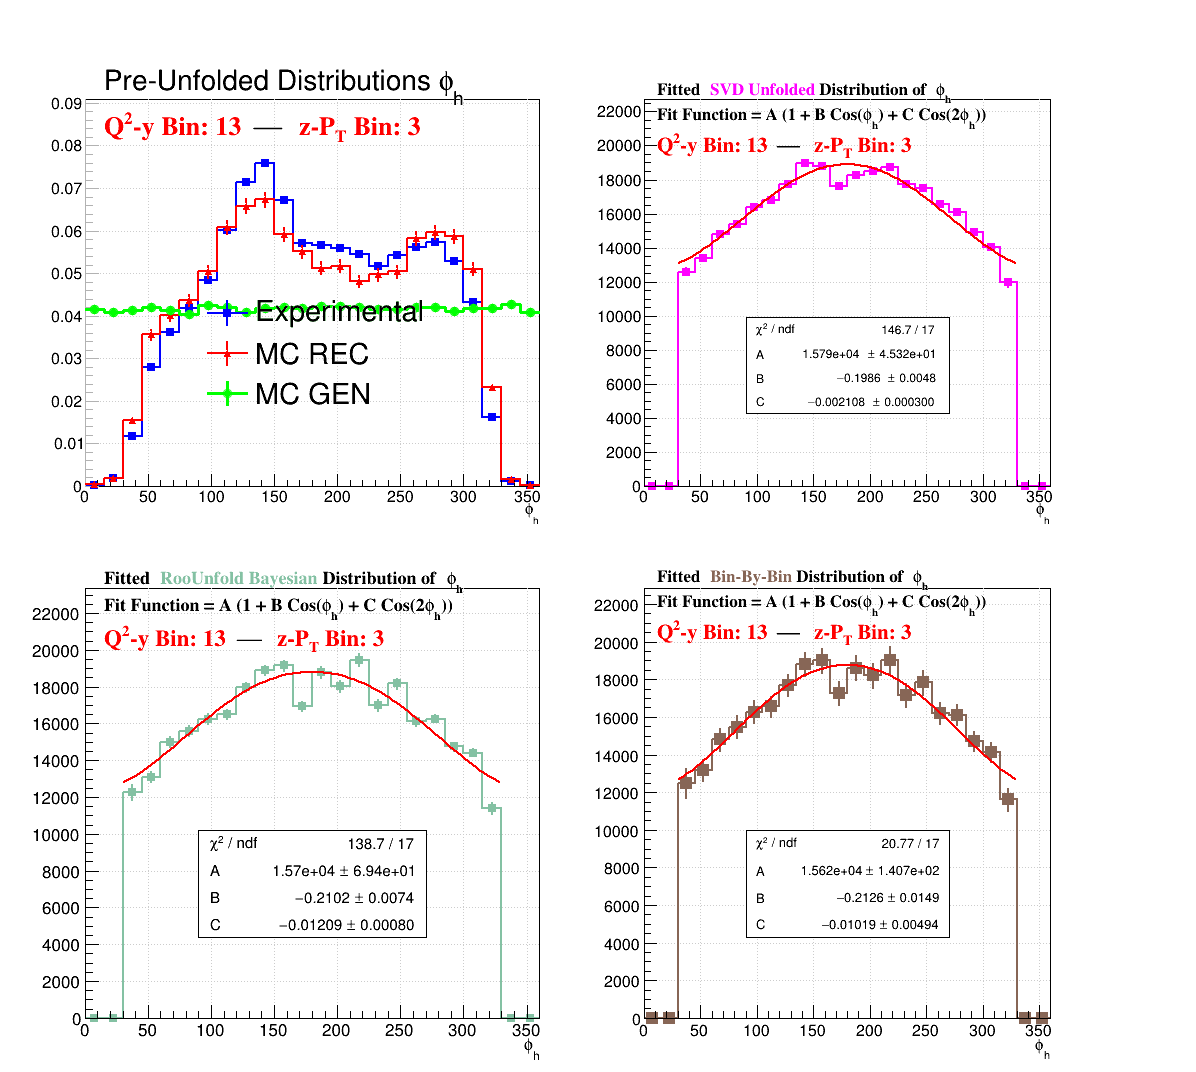 Pre-Unfolded Distributions ϕh
Q2-y Bin: 13 — z-PT Bin: 3
0.09
0.08
0.07
0.06
0.05
0.04
0.03
0.02
0.01
0
Experimental
MC REC
MC GEN
0 50 100 150 200 250 300 350
ϕh
Fitted SVD Unfolded Distribution of ϕh
Fit Function = A (1 + B Cos(ϕh) + C Cos(2ϕh))
Q2-y Bin: 13 — z-PT Bin: 3
22000
20000
18000
16000
14000
12000
10000
8000
6000
4000
2000
0
χ2 / ndf 146.7 / 17
A 1.579e+04 ± 4.532e+01
B −0.1986 ± 0.0048
C −0.002108 ± 0.000300
0 50 100 150 200 250 300 350
ϕh
Fitted RooUnfold Bayesian Distribution of ϕh
Fit Function = A (1 + B Cos(ϕh) + C Cos(2ϕh))
Q2-y Bin: 13 — z-PT Bin: 3
22000
20000
18000
16000
14000
12000
10000
8000
6000
4000
2000
0
χ2 / ndf 138.7 / 17
A 1.57e+04 ± 6.94e+01
B −0.2102 ± 0.0074
C −0.01209 ± 0.00080
0 50 100 150 200 250 300 350
ϕh
Fitted Bin-By-Bin Distribution of ϕh
Fit Function = A (1 + B Cos(ϕh) + C Cos(2ϕh))
Q2-y Bin: 13 — z-PT Bin: 3
22000
20000
18000
16000
14000
12000
10000
8000
6000
4000
2000
0
χ2 / ndf 20.77 / 17
A 1.562e+04 ± 1.407e+02
B −0.2126 ± 0.0149
C −0.01019 ± 0.00494
0 50 100 150 200 250 300 350
ϕh